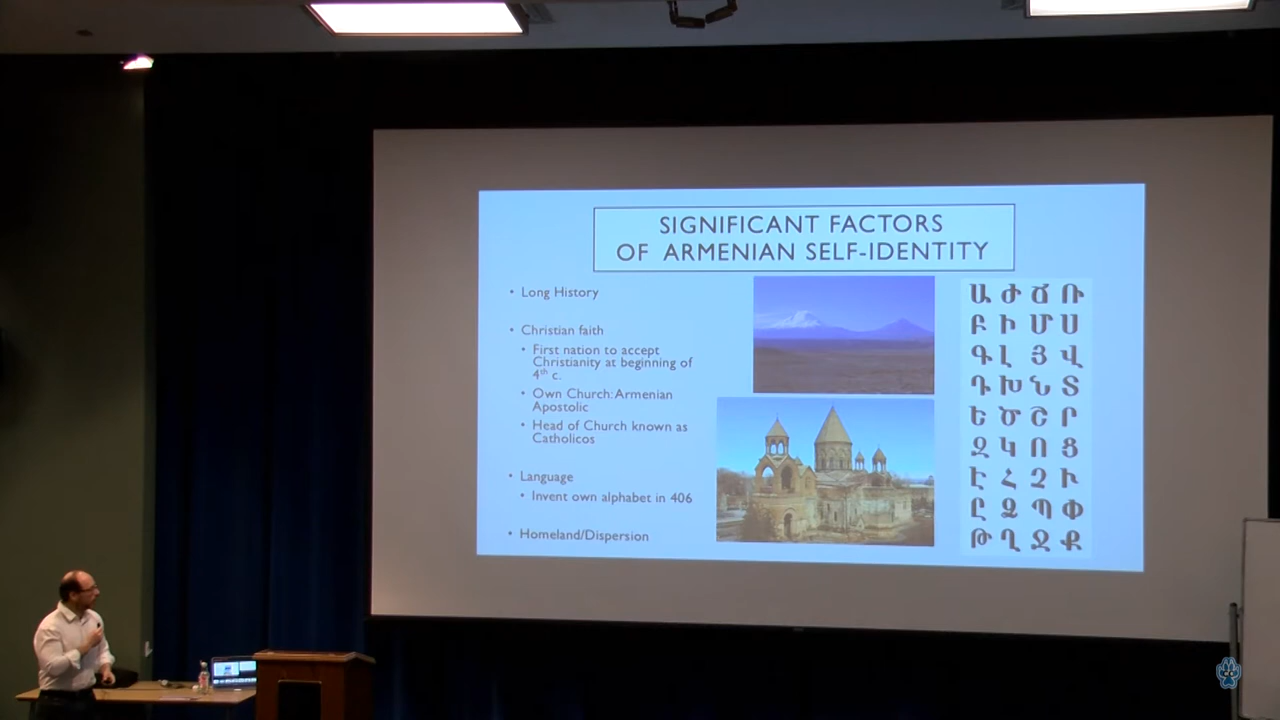 SIGNIFICANT FACTORS
OF ARMENIAN SELF-IDENTITY
• Long History
• Christian faith
• First nation to accept
Christianity at beginning of
4th c.
• Own Church: Armenian
Apostolic
• Head of Church known as
Catholicos
• Language
• Invent own alphabet in 406
• Homeland/Dispersion
Ա Ժ Ճ Ռ
Բ Ի Մ Ս
Գ Լ Յ Վ
Դ Խ Ն Տ
Ե Ծ Շ Ր
Զ Կ Ո Ց
Է Հ Չ Ւ
Ը Ձ Պ Փ
Թ Ղ Ջ Ք